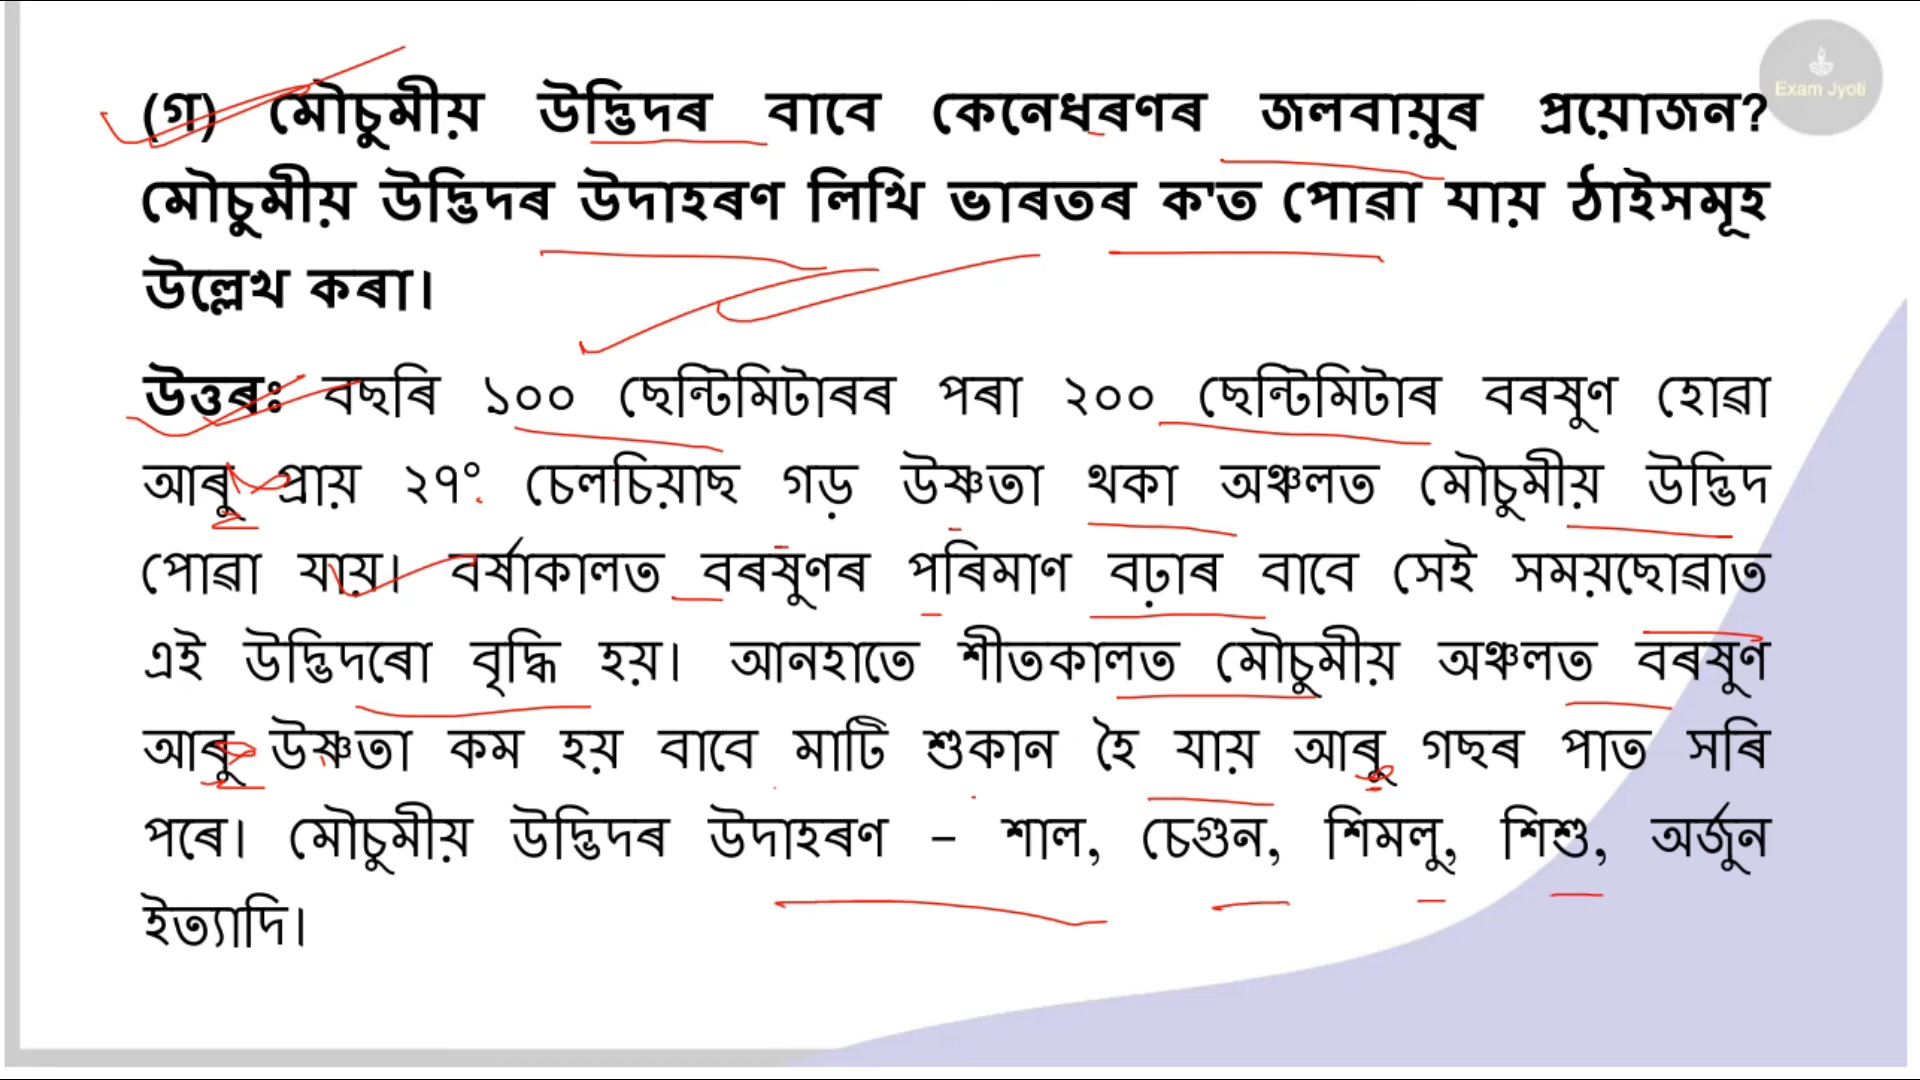 Exam Jyoti
(গ) মৌচুমীয় উদ্ভিদৰ বাবে কেনেধৰণৰ জলবায়ুৰ প্ৰয়োজন?
মৌচুমীয় উদ্ভিদৰ উদাহৰণ লিখি ভাৰতৰ ক'ত পোৱা যায় ঠাইসমূহ
উল্লেখ কৰা।
উত্তৰঃ বছৰি ১০০ ছেন্টিমিটাৰৰ পৰা ২০০ ছেন্টিমিটাৰ বৰষুণ হোৱা
আৰু প্ৰায় ২৭° চেলচিয়াছ গড় উষ্ণতা থকা অঞ্চলত মৌচুমীয় উদ্ভিদ
পোৱা যায়। বৰ্ষাকালত বৰষুণৰ পৰিমাণ বঢ়াৰ বাবে সেই সময়ছোৱাত
এই উদ্ভিদৰো বৃদ্ধি হয়। আনহাতে শীতকালত মৌচুমীয় অঞ্চলত বৰষুণ
আৰু উষ্ণতা কম হয় বাবে মাটি শুকান হৈ যায় আৰু গছৰ পাত সৰি
পৰে। মৌচুমীয় উদ্ভিদৰ উদাহৰণ – শাল, চেগুন, শিমলু, শিশু, অৰ্জুন
ইত্যাদি।